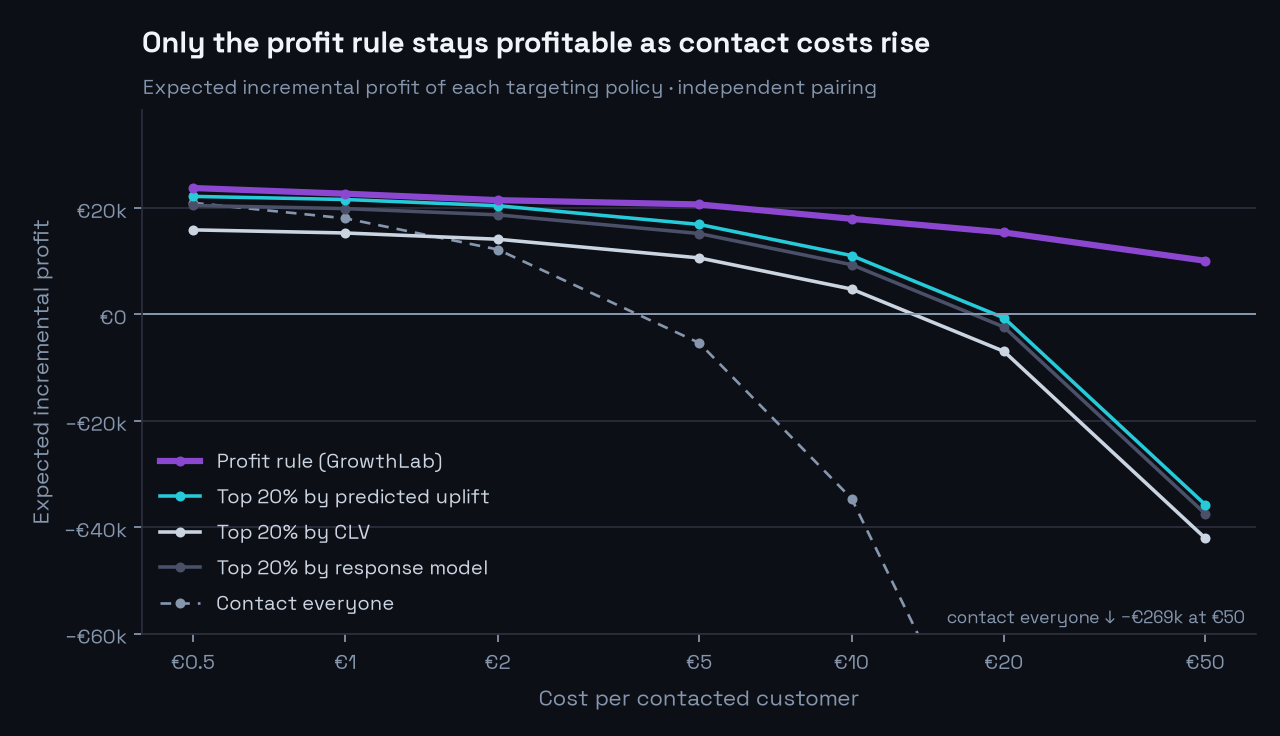 Only the profit rule stays profitable as contact costs rise
Expected incremental profit of each targeting policy · independent pairing
Expected incremental profit
€20k
€0
−€20k
−€40k
−€60k
Profit rule (GrowthLab)
Top 20% by predicted uplift
Top 20% by CLV
Top 20% by response model
Contact everyone
contact everyone ↓ −€269k at €50
€0.5 €1 €2 €5 €10 €20 €50
Cost per contacted customer